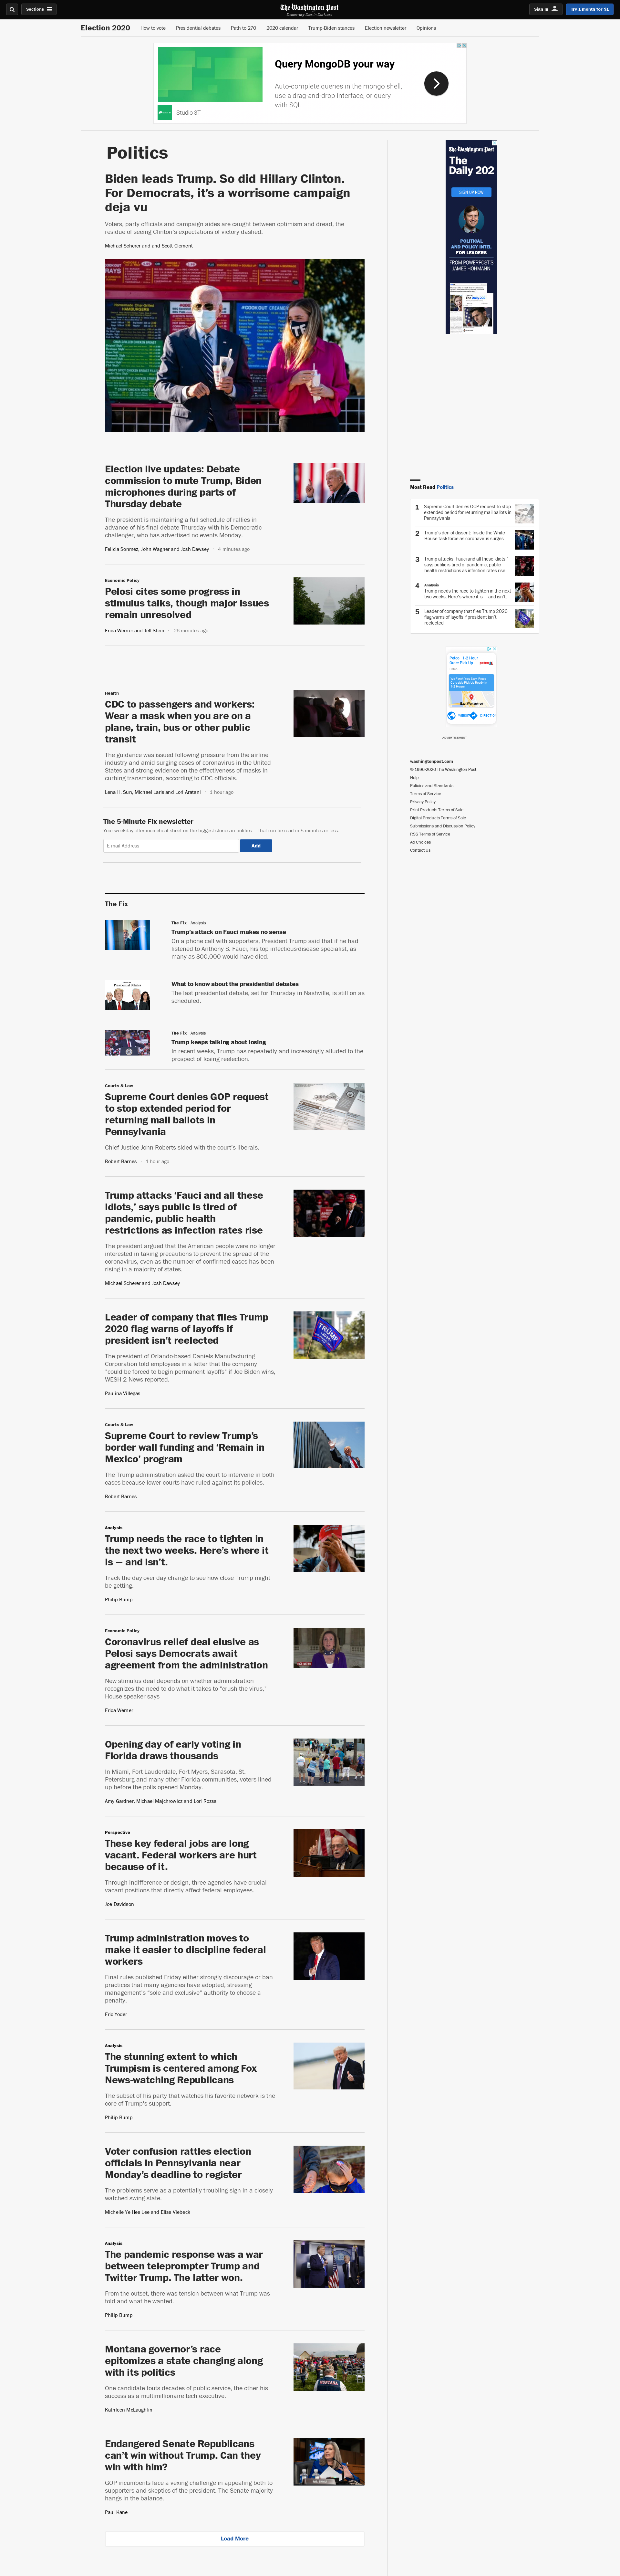 Sections
The Washington Post
Democracy Dies in Darkness
Sign In
Try 1 month for $1
Election 2020
How to vote
Presidential debates
Path to 270
2020 calendar
Trump-Biden stances
Election newsletter
Opinions
Query MongoDB your way
Auto-complete queries in the mongo shell,
use a drag-and-drop interface, or query
with SQL
Studio 3T
Politics
Biden leads Trump. So did Hillary Clinton.
For Democrats, it's a worrisome campaign
deja vu
Voters, party officials and campaign aides are caught between optimism and dread, the
residue of seeing Clinton's expectations of victory dashed.
Michael Scherer and and Scott Clement
Election live updates: Debate
commission to mute Trump, Biden
microphones during parts of
Thursday debate
The president is maintaining a full schedule of rallies in
advance of his final debate Thursday with his Democratic
challenger, who has advertised no events Monday.
Felicia Sonmez, John Wagner and Josh Dawsey • 4 minutes ago
Economic Policy
Pelosi cites some progress in
stimulus talks, though major issues
remain unresolved
Erica Werner and Jeff Stein • 26 minutes ago
Health
CDC to passengers and workers:
Wear a mask when you are on a
plane, train, bus or other public
transit
The guidance was issued following pressure from the airline
industry and amid surging cases of coronavirus in the United
States and strong evidence on the effectiveness of masks in
curbing transmission, according to CDC officials.
Lena H. Sun, Michael Laris and Lori Aratani • 1 hour ago
The 5-Minute Fix newsletter
Your weekday afternoon cheat sheet on the biggest stories in politics — that can be read in 5 minutes or less.
E-mail Address
Add
The Fix
The Fix Analysis
Trump's attack on Fauci makes no sense
On a phone call with supporters, President Trump said that if he had
listened to Anthony S. Fauci, his top infectious-disease specialist, as
many as 800,000 would have died.
What to know about the presidential debates
The last presidential debate, set for Thursday in Nashville, is still on as
scheduled.
The Fix Analysis
Trump keeps talking about losing
In recent weeks, Trump has repeatedly and increasingly alluded to the
prospect of losing reelection.
Courts & Law
Supreme Court denies GOP request
to stop extended period for
returning mail ballots in
Pennsylvania
Chief Justice John Roberts sided with the court's liberals.
Robert Barnes • 1 hour ago
Trump attacks ‘Fauci and all these
idiots,’ says public is tired of
pandemic, public health
restrictions as infection rates rise
The president argued that the American people were no longer
interested in taking precautions to prevent the spread of the
coronavirus, even as the number of confirmed cases has been
rising in a majority of states.
Michael Scherer and Josh Dawsey
Leader of company that flies Trump
2020 flag warns of layoffs if
president isn’t reelected
The president of Orlando-based Daniels Manufacturing
Corporation told employees in a letter that the company
"could be forced to begin permanent layoffs" if Joe Biden wins,
WESH 2 News reported.
Paulina Villegas
Courts & Law
Supreme Court to review Trump’s
border wall funding and ‘Remain in
Mexico’ program
The Trump administration asked the court to intervene in both
cases because lower courts have ruled against its policies.
Robert Barnes
Analysis
Trump needs the race to tighten in
the next two weeks. Here’s where it
is — and isn’t.
Track the day-over-day change to see how close Trump might
be getting.
Philip Bump
Economic Policy
Coronavirus relief deal elusive as
Pelosi says Democrats await
agreement from the administration
New stimulus deal depends on whether administration
recognizes the need to do what it takes to "crush the virus,"
House speaker says
Erica Werner
Opening day of early voting in
Florida draws thousands
In Miami, Fort Lauderdale, Fort Myers, Sarasota, St.
Petersburg and many other Florida communities, voters lined
up before the polls opened Monday.
Amy Gardner, Michael Majchrowicz and Lori Rozsa
Perspective
These key federal jobs are long
vacant. Federal workers are hurt
because of it.
Through indifference or design, three agencies have crucial
vacant positions that directly affect federal employees.
Joe Davidson
Trump administration moves to
make it easier to discipline federal
workers
Final rules published Friday either strongly discourage or ban
practices that many agencies have adopted, stressing
management's "sole and exclusive" authority to choose a
penalty.
Eric Yoder
Analysis
The stunning extent to which
Trumpism is centered among Fox
News-watching Republicans
The subset of his party that watches his favorite network is the
core of Trump's support.
Philip Bump
Voter confusion rattles election
officials in Pennsylvania near
Monday’s deadline to register
The problems serve as a potentially troubling sign in a closely
watched swing state.
Michelle Ye Hee Lee and Elise Viebeck
Analysis
The pandemic response was a war
between teleprompter Trump and
Twitter Trump. The latter won.
From the outset, there was tension between what Trump was
told and what he wanted.
Philip Bump
Montana governor’s race
epitomizes a state changing along
with its politics
One candidate touts decades of public service, the other his
success as a multimillionaire tech executive.
Kathleen McLaughlin
Endangered Senate Republicans
can’t win without Trump. Can they
win with him?
GOP incumbents face a vexing challenge in appealing both to
supporters and skeptics of the president. The Senate majority
hangs in the balance.
Paul Kane
Load More
The Washington Post
The
Daily 202
SIGN UP NOW
POLITICAL
AND POLICY INTEL
FOR LEADERS
FROM POWERPOST'S
JAMES HOHMANN
Most Read Politics
1 Supreme Court denies GOP request to stop
extended period for returning mail ballots in
Pennsylvania
2 Trump's den of dissent: Inside the White
House task force as coronavirus surges
3 Trump attacks ‘Fauci and all these idiots,’
says public is tired of pandemic, public
health restrictions as infection rates rise
4 Analysis
Trump needs the race to tighten in the next
two weeks. Here’s where it is — and isn’t.
5 Leader of company that flies Trump 2020
flag warns of layoffs if president isn’t
reelected
Petco | 1-2 Hour
Order Pick Up
petco
East Manchester
WEBSITE
DIRECTIONS
ADVERTISEMENT
washingtonpost.com
© 1996-2020 The Washington Post
Help
Policies and Standards
Terms of Service
Privacy Policy
Print Products Terms of Sale
Digital Products Terms of Sale
Submissions and Discussion Policy
RSS Terms of Service
Ad Choices
Contact Us